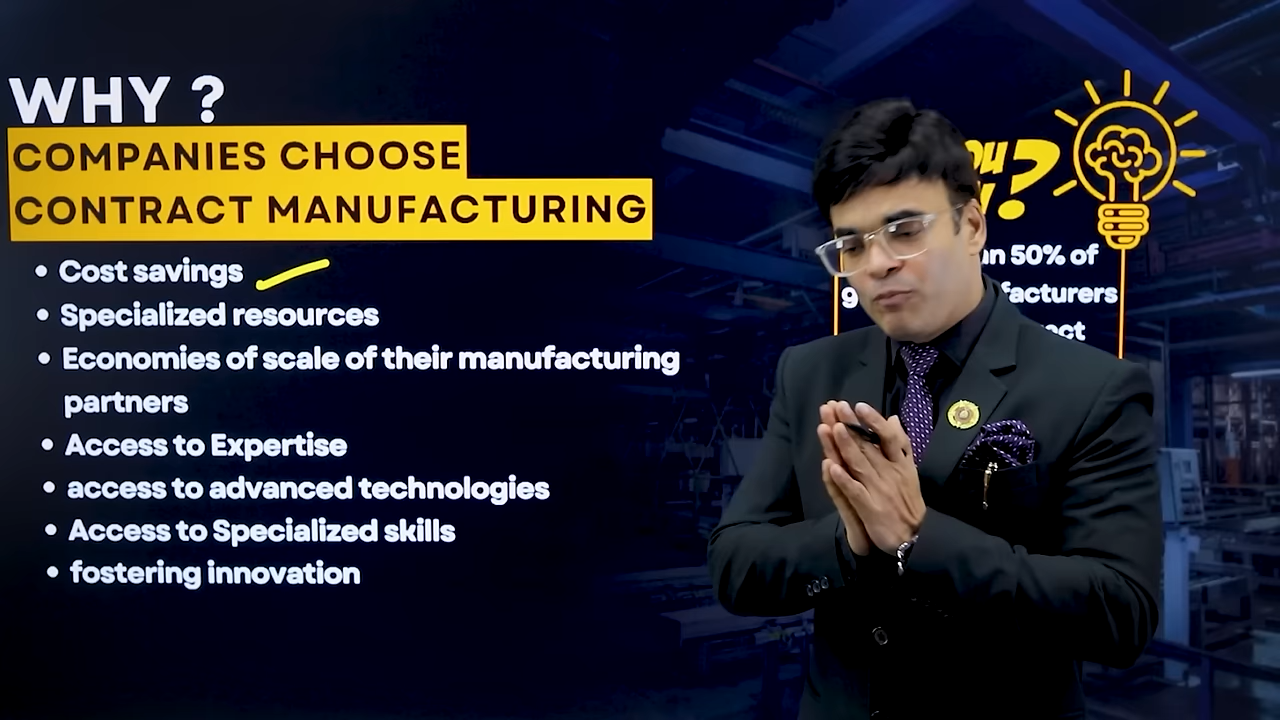 WHY ?
COMPANIES CHOOSE
CONTRACT MANUFACTURING
• Cost savings
• Specialized resources
• Economies of scale of their manufacturing
partners
• Access to Expertise
• access to advanced technologies
• Access to Specialized skills
• fostering innovation
?
50% of